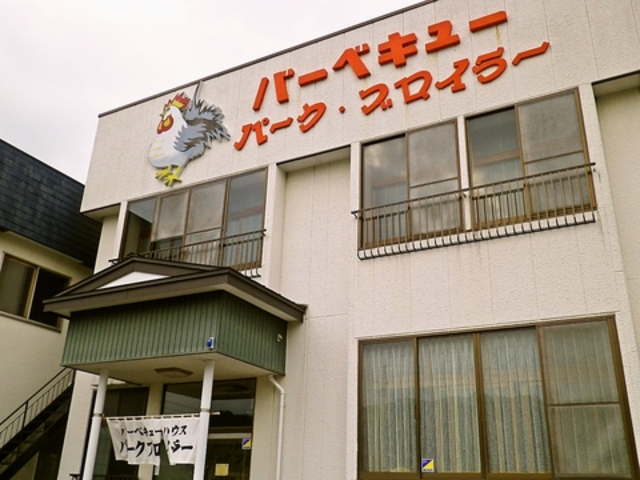 バーベキュー
パーク・ブロイラー
バーベキューハウス
パークブロイラー